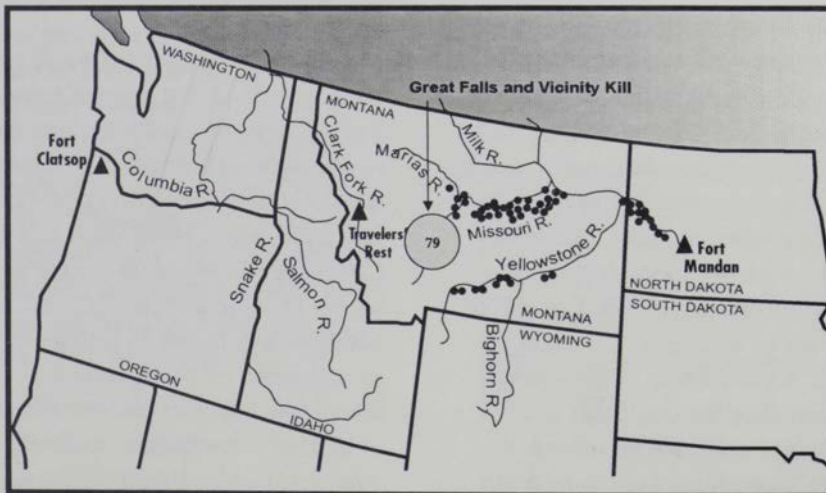 WASHINGTON
Great Falls and Vicinity Kill
MONTANA
Fort
Clatsop
Columbia R.
Clark Fork R.
Marias R.
Milk R.
Travelers'
Rest
79
Missouri R.
Yellowstone R.
Fort
Mandan
Snake R.
Salmon R.
NORTH DAKOTA
SOUTH DAKOTA
MONTANA
WYOMING
Bighorn R.
OREGON
IDAHO